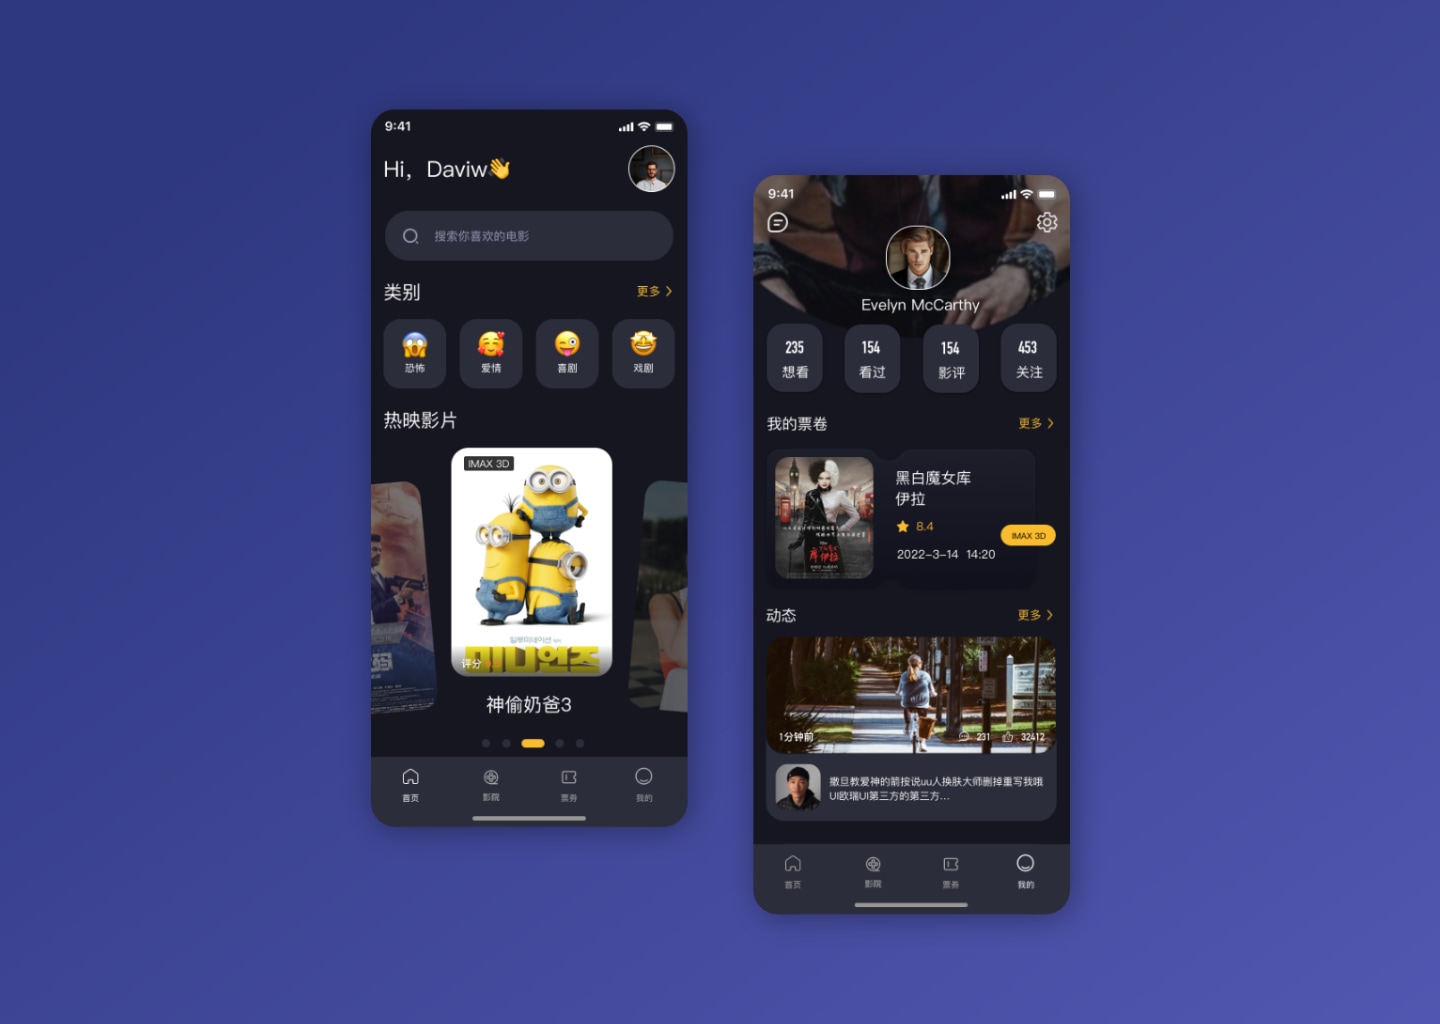 9:41
Hi，Daviw👋
搜索你喜欢的电影
类别
更多
恐怖
爱情
喜剧
戏剧
热映影片
IMAX 3D
미니언즈
评分
码
神偷奶爸3
首页
影院
票券
我的
9:41
Evelyn McCarthy
235
154
154
453
想看
看过
影评
关注
我的票卷
更多
黑白魔女库
伊拉
8.4
IMAX 3D
2022-3-14 14:20
库伊拉
动态
更多
1分钟前
231
32412
撒旦教爱神的箭按说uu人换肤大师删掉重写我哦
UI欧瑞UI第三方的第三方...
首页
影院
票券
我的